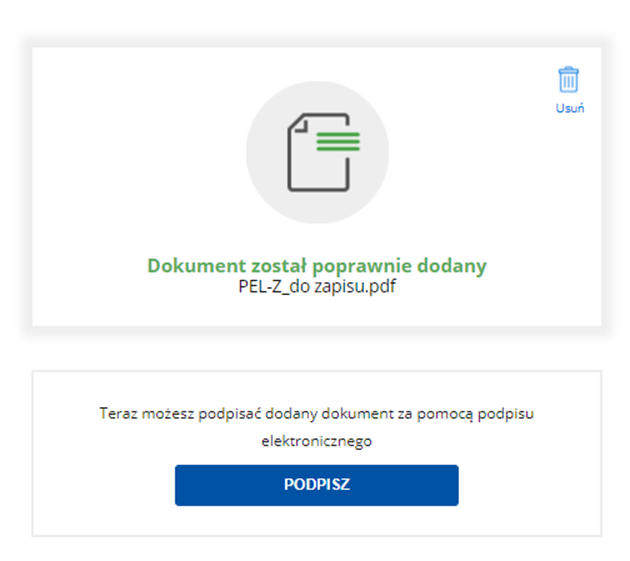 Usuń
Dokument został poprawnie dodany
PEL-Z_do zapisu.pdf
Teraz możesz podpisać dodany dokument za pomocą podpisu
elektronicznego
PODPISZ